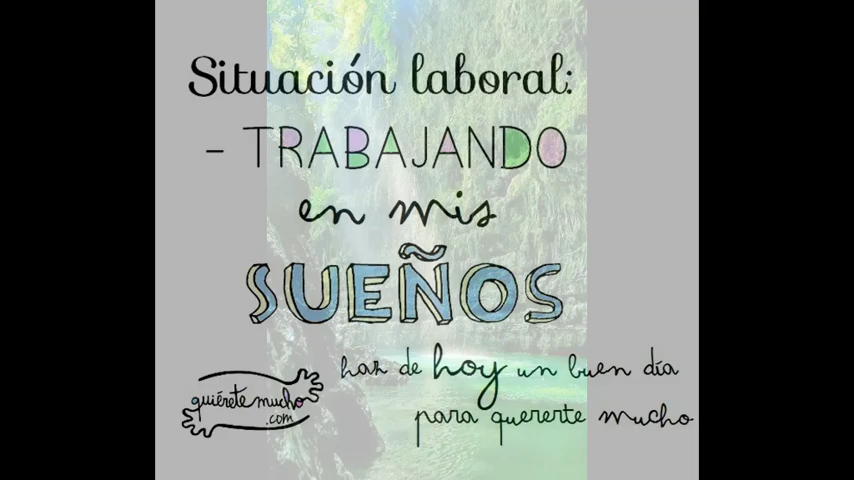 Situación laboral:
- TRABAJANDO
en mis
SUEÑOS
haz de hoy un buen día
para quererte mucho
quiéretemucho
.com